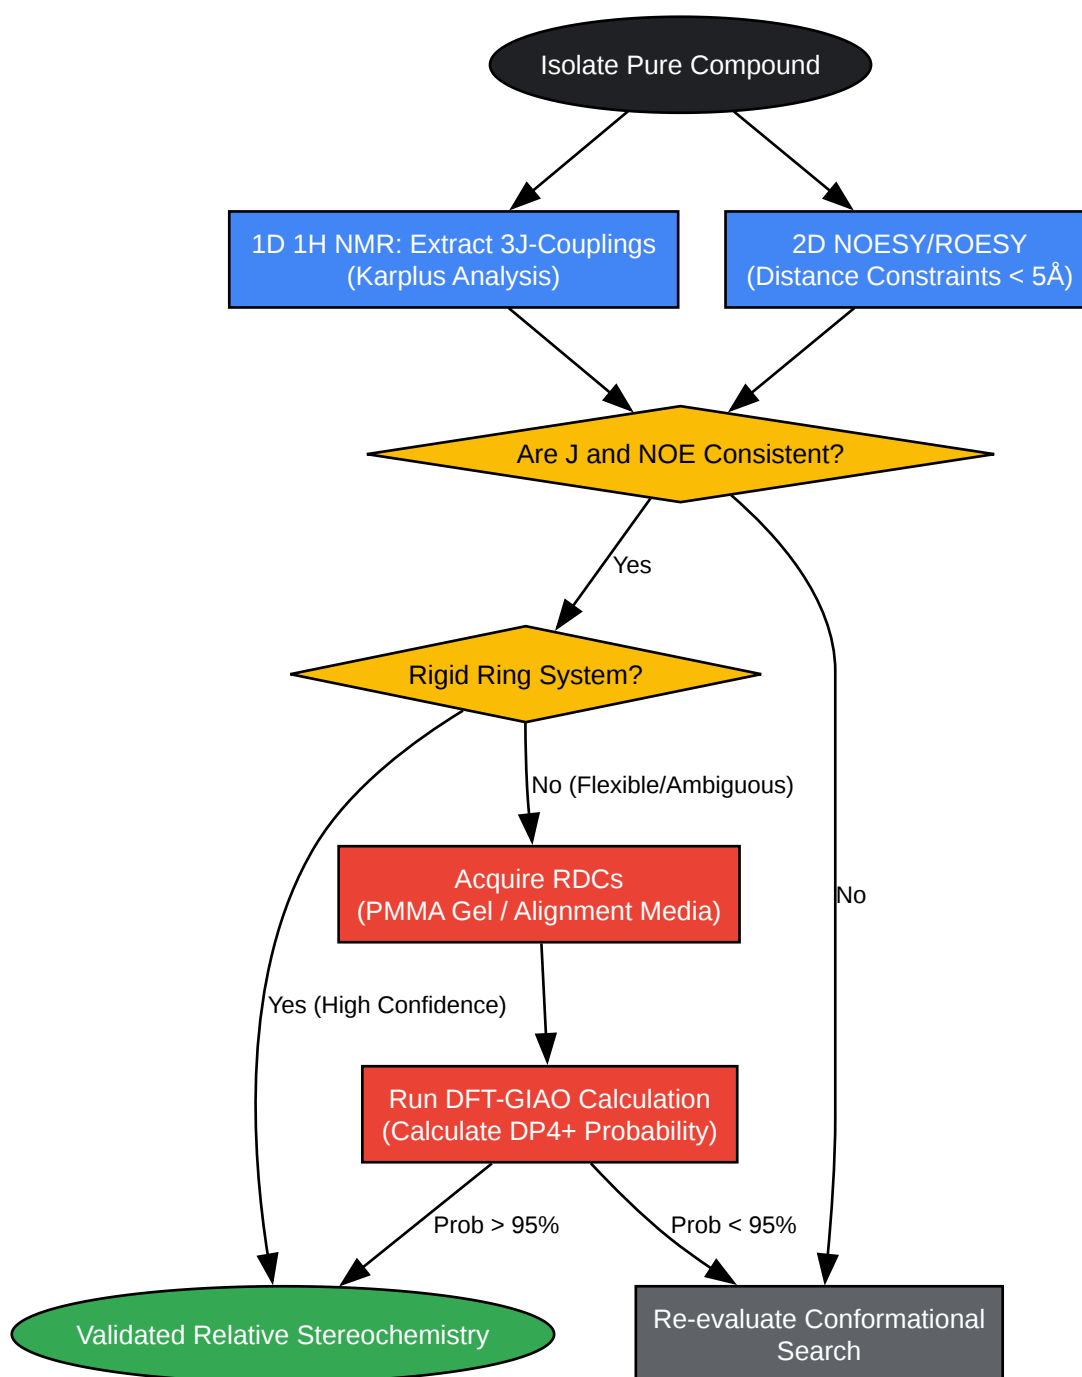 Isolate Pure Compound
1D 1H NMR: Extract 3J-Couplings
(Karplus Analysis)
2D NOESY/ROESY
(Distance Constraints < 5Å)
Are J and NOE Consistent?
Yes
Rigid Ring System?
No (Flexible/Ambiguous)
Acquire RDCs
(PMMA Gel / Alignment Media)
No
Yes (High Confidence)
Run DFT-GIAO Calculation
(Calculate DP4+ Probability)
Prob > 95%
Prob < 95%
Validated Relative Stereochemistry
Re-evaluate Conformational
Search